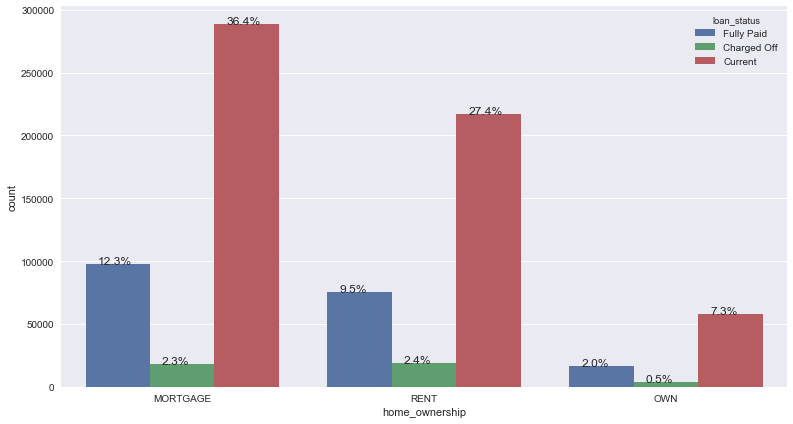 300000
250000
200000
150000
100000
50000
0
count
36.4%
27.4%
12.3%
9.5%
7.3%
2.3%
2.4%
2.0%
0.5%
loan_status
Fully Paid
Charged Off
Current
MORTGAGE
RENT
OWN
home_ownership